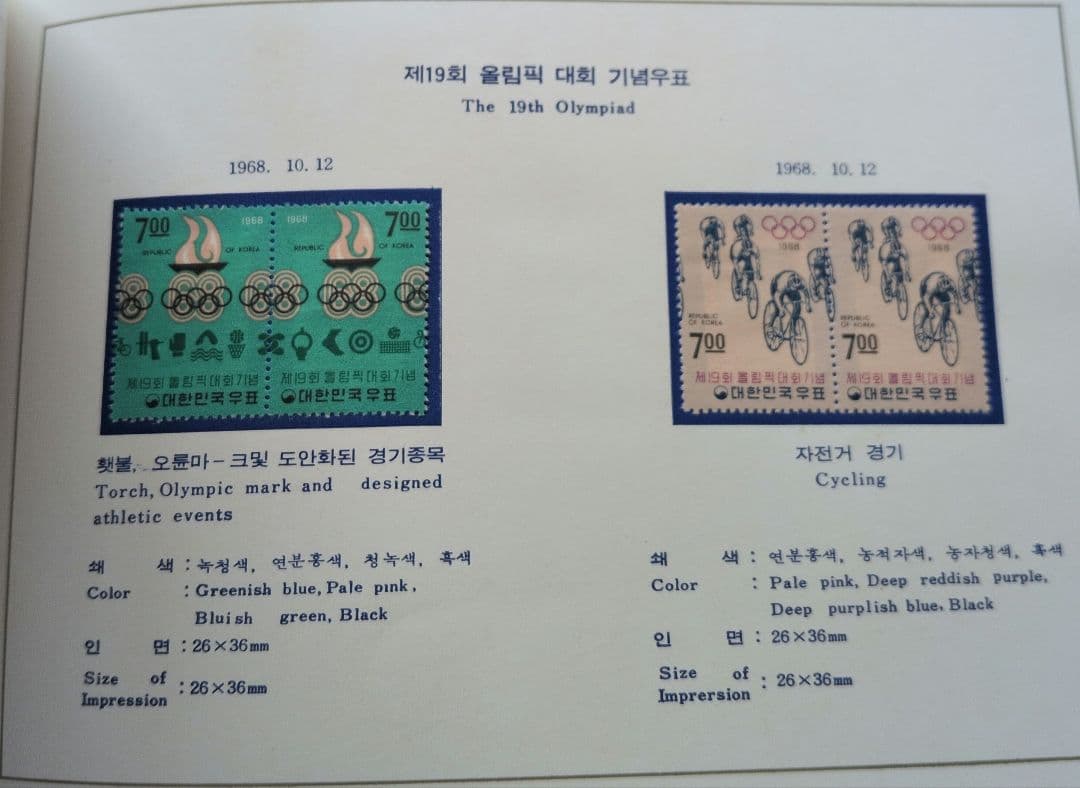 제19회 올림픽 대회 기념우표
The 19th Olympiad
1968. 10. 12
700 1968 1968 700
REPUBLIC OF KOREA REPUBLIC OF KOREA
제19회 올림픽대회기념 제19회 올림픽대회기념
대한민국우표 대한민국우표
횃불, 오륜마-크및 도안화된 경기종목
Torch, Olympic mark and designed
athletic events
쇄 색 : 녹청색, 연분홍색, 청녹색, 흑색
Color : Greenish blue, Pale pink,
Bluish green, Black
인 면 : 26×36mm
Size of
Impression : 26×36mm
1968. 10. 12
1968 1968
REPUBLIC REPUBLIC
OF KOREA OF KOREA
700 700
제19회 올림픽대회기념 제19회 올림픽대회기념
대한민국우표 대한민국우표
자전거 경기
Cycling
쇄 색 : 연분홍색, 농적자색, 농자청색, 흑색
Color : Pale pink, Deep reddish purple,
Deep purplish blue, Black
인 면 : 26×36mm
Size of
Imprersion : 26×36mm